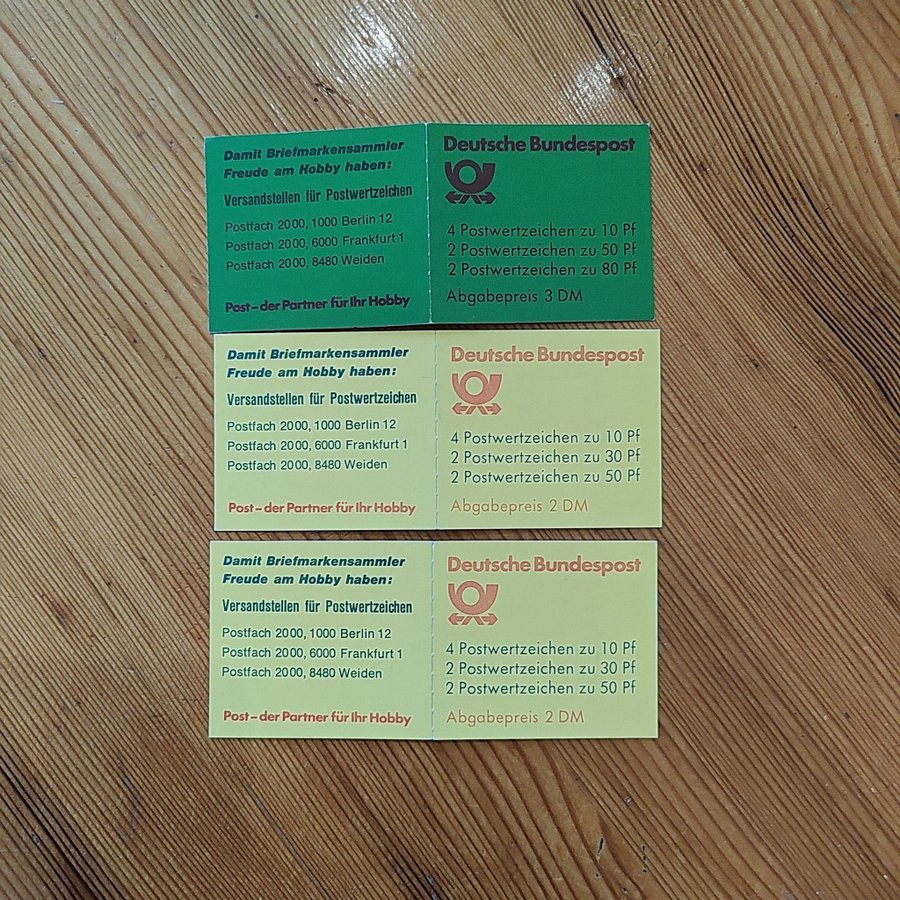 Damit Briefmarkensammler
Freude am Hobby haben:
Versandstellen für Postwertzeichen
Postfach 2000, 1000 Berlin 12
Postfach 2000, 6000 Frankfurt 1
Postfach 2000, 8480 Weiden
Post – der Partner für Ihr Hobby
Deutsche Bundespost
4 Postwertzeichen zu 10 Pf
2 Postwertzeichen zu 50 Pf
2 Postwertzeichen zu 80 Pf
Abgabepreis 3 DM
Damit Briefmarkensammler
Freude am Hobby haben:
Versandstellen für Postwertzeichen
Postfach 2000, 1000 Berlin 12
Postfach 2000, 6000 Frankfurt 1
Postfach 2000, 8480 Weiden
Post – der Partner für Ihr Hobby
Deutsche Bundespost
4 Postwertzeichen zu 10 Pf
2 Postwertzeichen zu 30 Pf
2 Postwertzeichen zu 50 Pf
Abgabepreis 2 DM
Damit Briefmarkensammler
Freude am Hobby haben:
Versandstellen für Postwertzeichen
Postfach 2000, 1000 Berlin 12
Postfach 2000, 6000 Frankfurt 1
Postfach 2000, 8480 Weiden
Post – der Partner für Ihr Hobby
Deutsche Bundespost
4 Postwertzeichen zu 10 Pf
2 Postwertzeichen zu 30 Pf
2 Postwertzeichen zu 50 Pf
Abgabepreis 2 DM